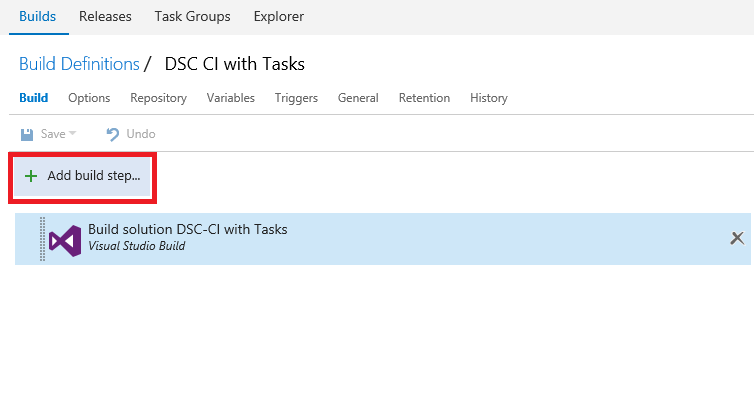 Builds Releases Task Groups Explorer
Build Definitions / DSC CI with Tasks
Build Options Repository Variables Triggers General Retention History
Save Undo
Add build step...
Build solution DSC-CI with Tasks
Visual Studio Build